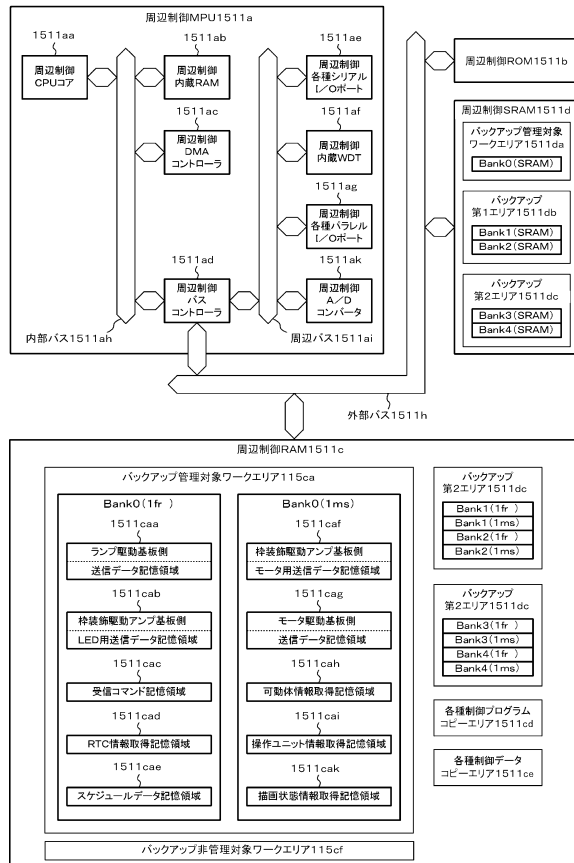 周辺制御MPU1511a
1511aa
周辺制御
CPUコア
1511ab
周辺制御
内蔵RAM
1511ac
周辺制御
DMA
コントローラ
1511ad
周辺制御
バス
コントローラ
1511ae
周辺制御
各種シリアル
I/Oポート
1511af
周辺制御
内蔵WDT
1511ag
周辺制御
各種パラレル
I/Oポート
1511ak
周辺制御
A/D
コンバータ
内部バス1511ah
周辺バス1511ai
周辺制御ROM1511b
周辺制御SRAM1511d
バックアップ管理対象
ワークエリア1511da
Bank0(SRAM)
バックアップ
第1エリア1511db
Bank1(SRAM)
Bank2(SRAM)
バックアップ
第2エリア1511dc
Bank3(SRAM)
Bank4(SRAM)
外部バス1511h
周辺制御RAM1511c
バックアップ管理対象ワークエリア115ca
Bank0(1fr )
1511caa
ランプ駆動基板側
送信データ記憶領域
1511cab
枠装飾駆動アンプ基板側
LED用送信データ記憶領域
1511cac
受信コマンド記憶領域
1511cad
RTC情報取得記憶領域
1511cae
スケジュールデータ記憶領域
Bank0(1ms)
1511caf
枠装飾駆動アンプ基板側
モータ用送信データ記憶領域
1511cag
モータ駆動基板側
送信データ記憶領域
1511cah
可動体情報取得記憶領域
1511cai
操作ユニット情報取得記憶領域
1511cak
描画状態情報取得記憶領域
バックアップ
第2エリア1511dc
Bank1(1fr )
Bank1(1ms)
Bank2(1fr )
Bank2(1ms)
バックアップ
第2エリア1511dc
Bank3(1fr )
Bank3(1ms)
Bank4(1fr )
Bank4(1ms)
各種制御プログラム
コピーエリア1511cd
各種制御データ
コピーエリア1511ce
バックアップ非管理対象ワークエリア115cf